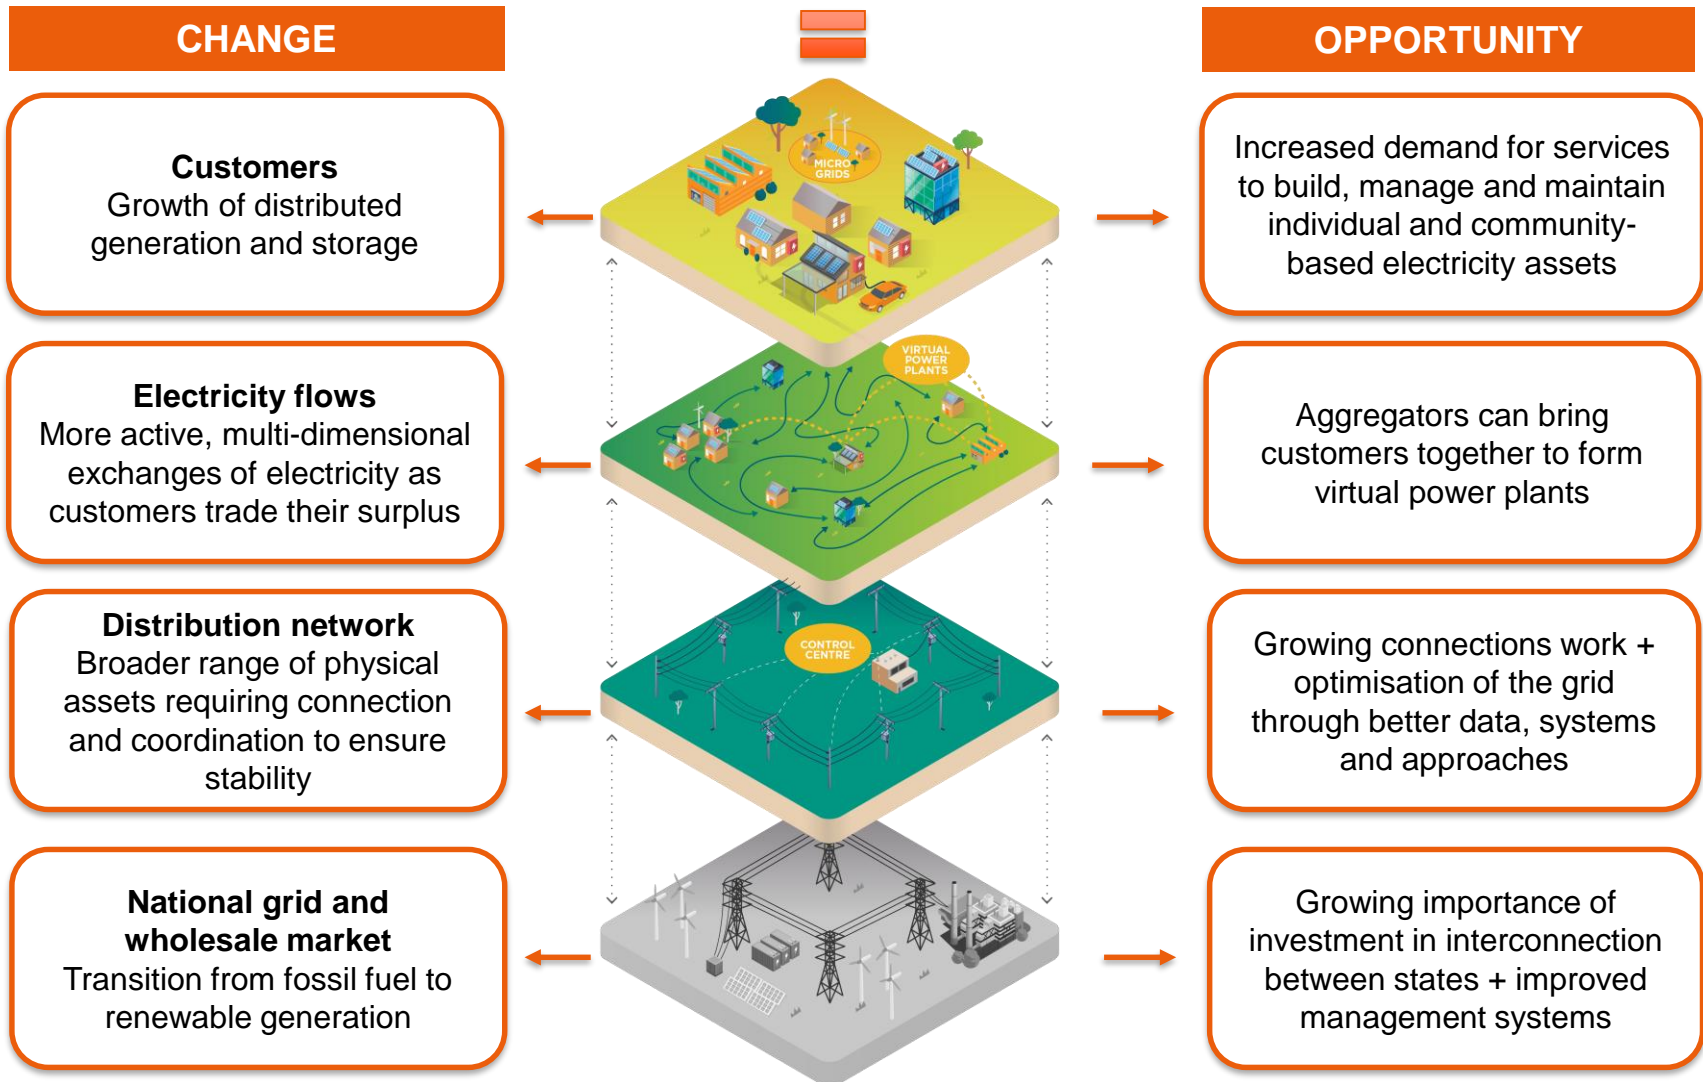 CHANGE
OPPORTUNITY
Customers
Growth of distributed
generation and storage
MICRO
GRIDS
Increased demand for services
to build, manage and maintain
individual and community-
based electricity assets
Electricity flows
More active, multi-dimensional
exchanges of electricity as
customers trade their surplus
VIRTUAL
POWER
PLANTS
Aggregators can bring
customers together to form
virtual power plants
Distribution network
Broader range of physical
assets requiring connection
and coordination to ensure
stability
CONTROL
CENTRE
Growing connections work +
optimisation of the grid
through better data, systems
and approaches
National grid and
wholesale market
Transition from fossil fuel to
renewable generation
Growing importance of
investment in interconnection
between states + improved
management systems